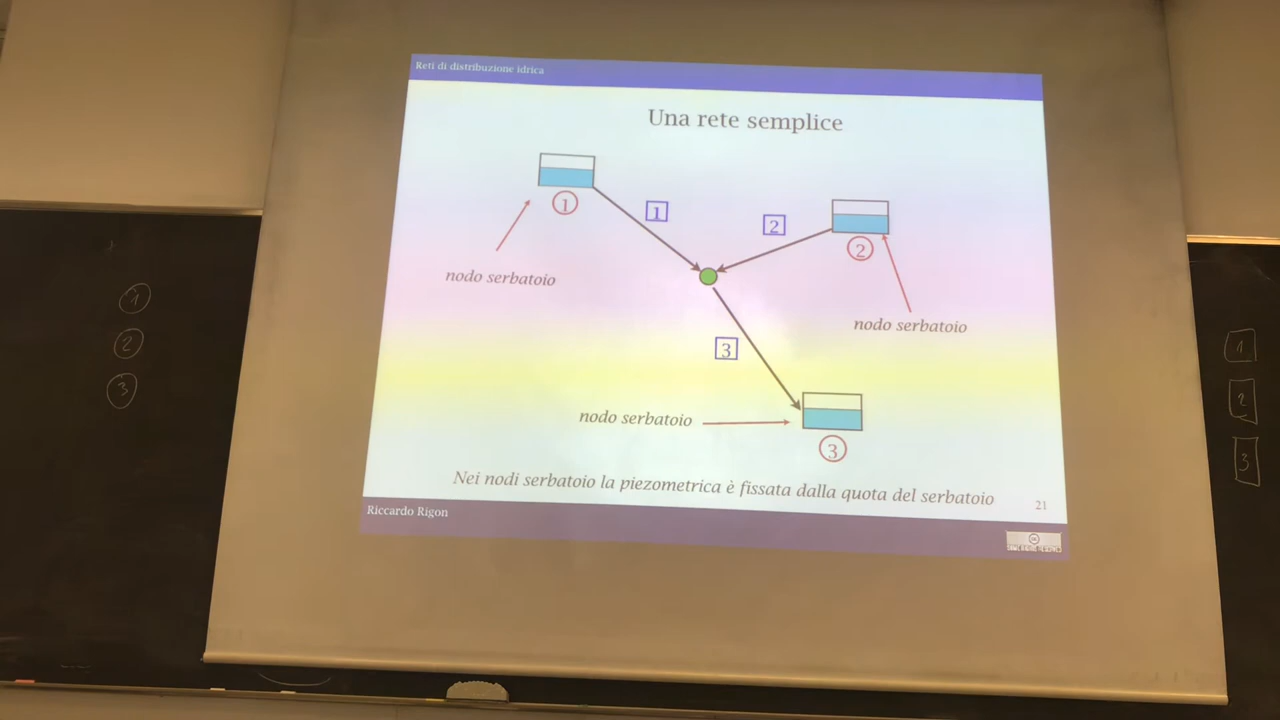 Reti di distribuzione idrica
Una rete semplice
1
1
2
2
nodo serbatoio
nodo serbatoio
3
nodo serbatoio
3
Nei nodi serbatoio la piezometrica è fissata dalla quota del serbatoio
21
Riccardo Rigon
1
2
3
1
2
3